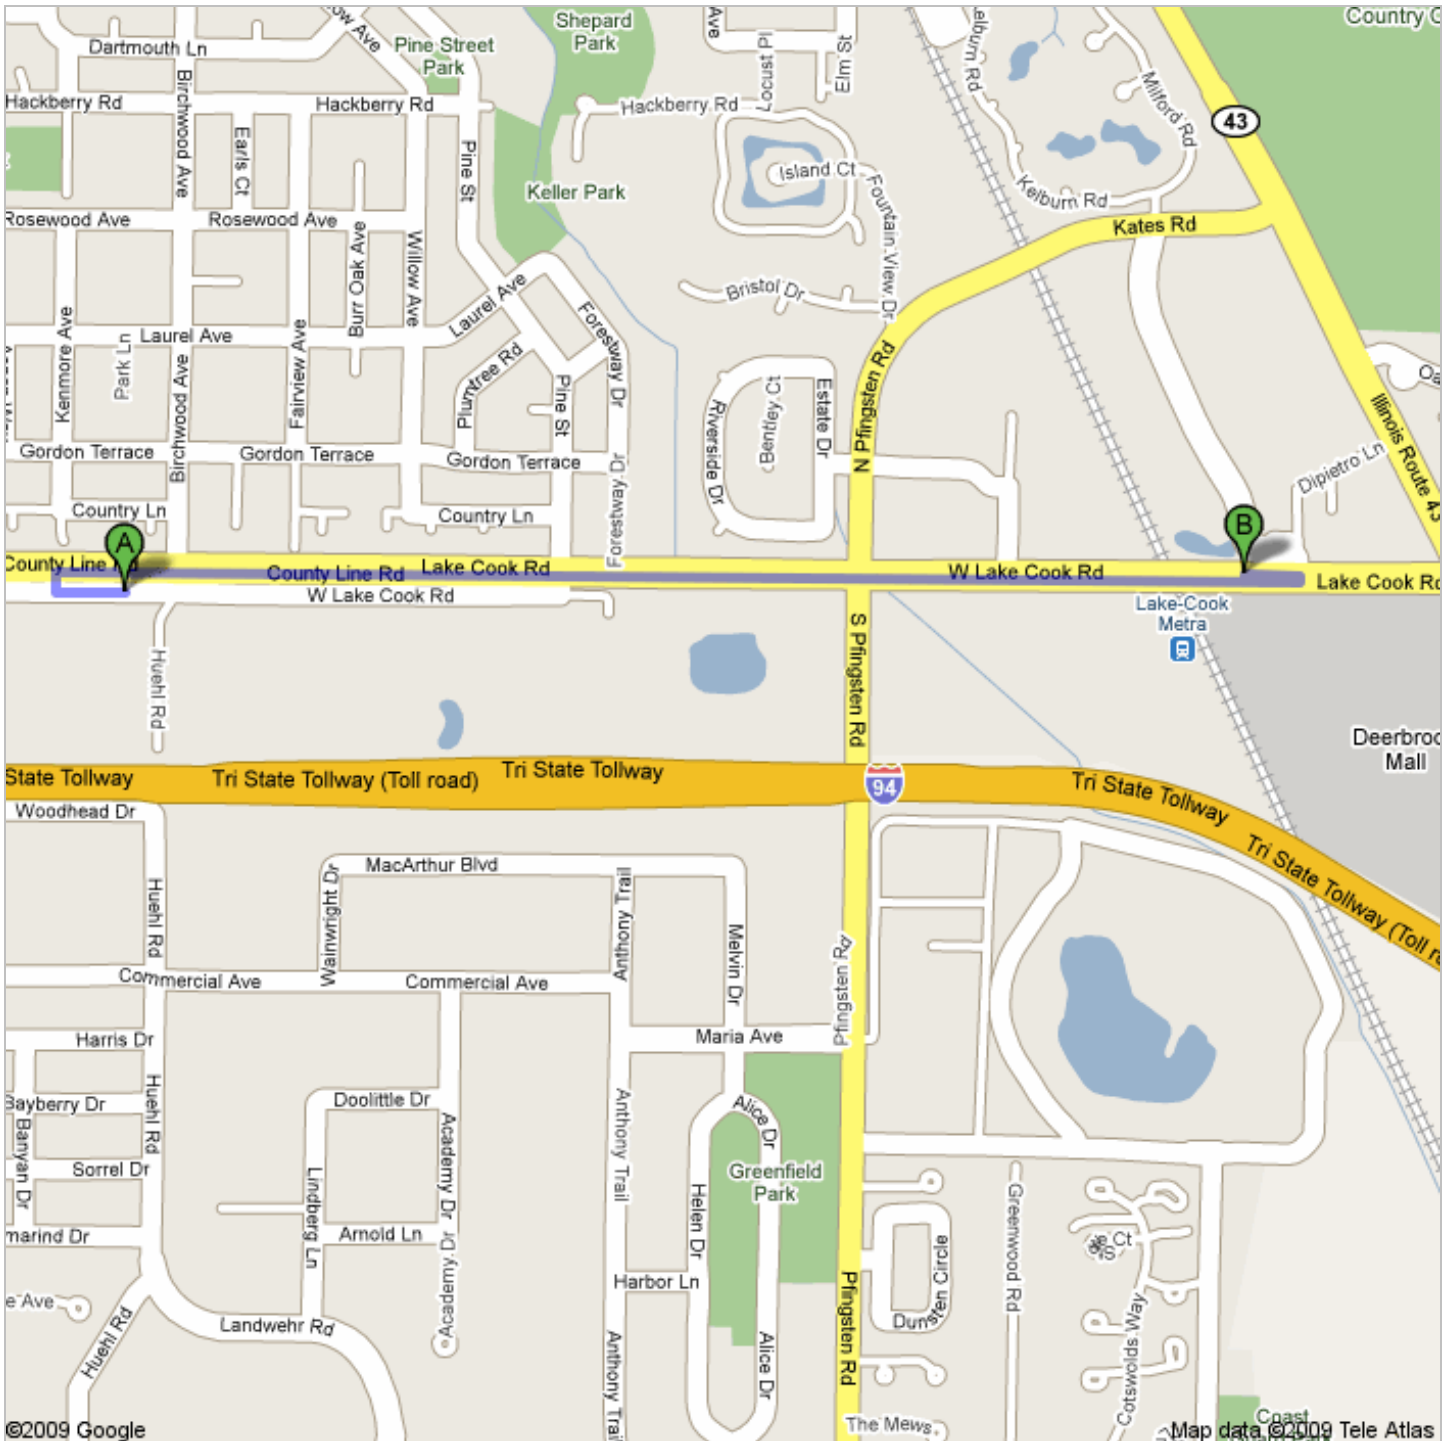 Dartmouth Ln
Pine Street
Park
Shepard
Park
Locust Pl
Elm St
Milford Rd
Country
Hackberry Rd
Birchwood Ave
Hackberry Rd
Hackberry Rd
43
Earls Ct
Pine St
Keller Park
Island Ct
Kelburn Rd
Rosewood Ave
Rosewood Ave
Burr Oak Ave
Willow Ave
Fountain View Dr
Kates Rd
Bristol Dr
Laurel Ave
Laurel Ave
Forestway Dr
Kenmore Ave
Park Ln
Birchwood Ave
Fairview Ave
Plumtree Rd
Pine St
Riverside Dr
Bentley Ct
Estate Dr
N Pfingsten Rd
Illinois Route 43
Gordon Terrace
Gordon Terrace
Gordon Terrace
Forestway Dr
Dipietro Ln
Country Ln
Country Ln
A
B
County Line Rd
County Line Rd
Lake Cook Rd
W Lake Cook Rd
Lake Cook Rd
W Lake Cook Rd
Lake-Cook
Metra
Huehl Rd
S Pfingsten Rd
Deerbroo
Mall
State Tollway
Tri State Tollway (Toll road)
Tri State Tollway
94
Tri State Tollway
Tri State Tollway (Toll r
Woodhead Dr
MacArthur Blvd
Huehl Rd
Wainwright Dr
Anthony Trail
Melvin Dr
Pfingsten Rd
Commercial Ave
Commercial Ave
Maria Ave
Harris Dr
Huehl Rd
Bayberry Dr
Banyan Dr
Doolittle Dr
Academy Dr
Anthony Trail
Alice Dr
Sorrel Dr
Lindberg Ln
Greenfield
Park
Helen Dr
Greenwood Rd
marind Dr
Arnold Ln
Academy Dr
Dunsten Circle
Ct
Harbor Ln
Pfingsten Rd
e Ave
Huehl Rd
Landwehr Rd
Anthony Trail
Alice Dr
Cotswolds Way
The Mews
Coast
©2009 Google
Map data ©2009 Tele Atlas